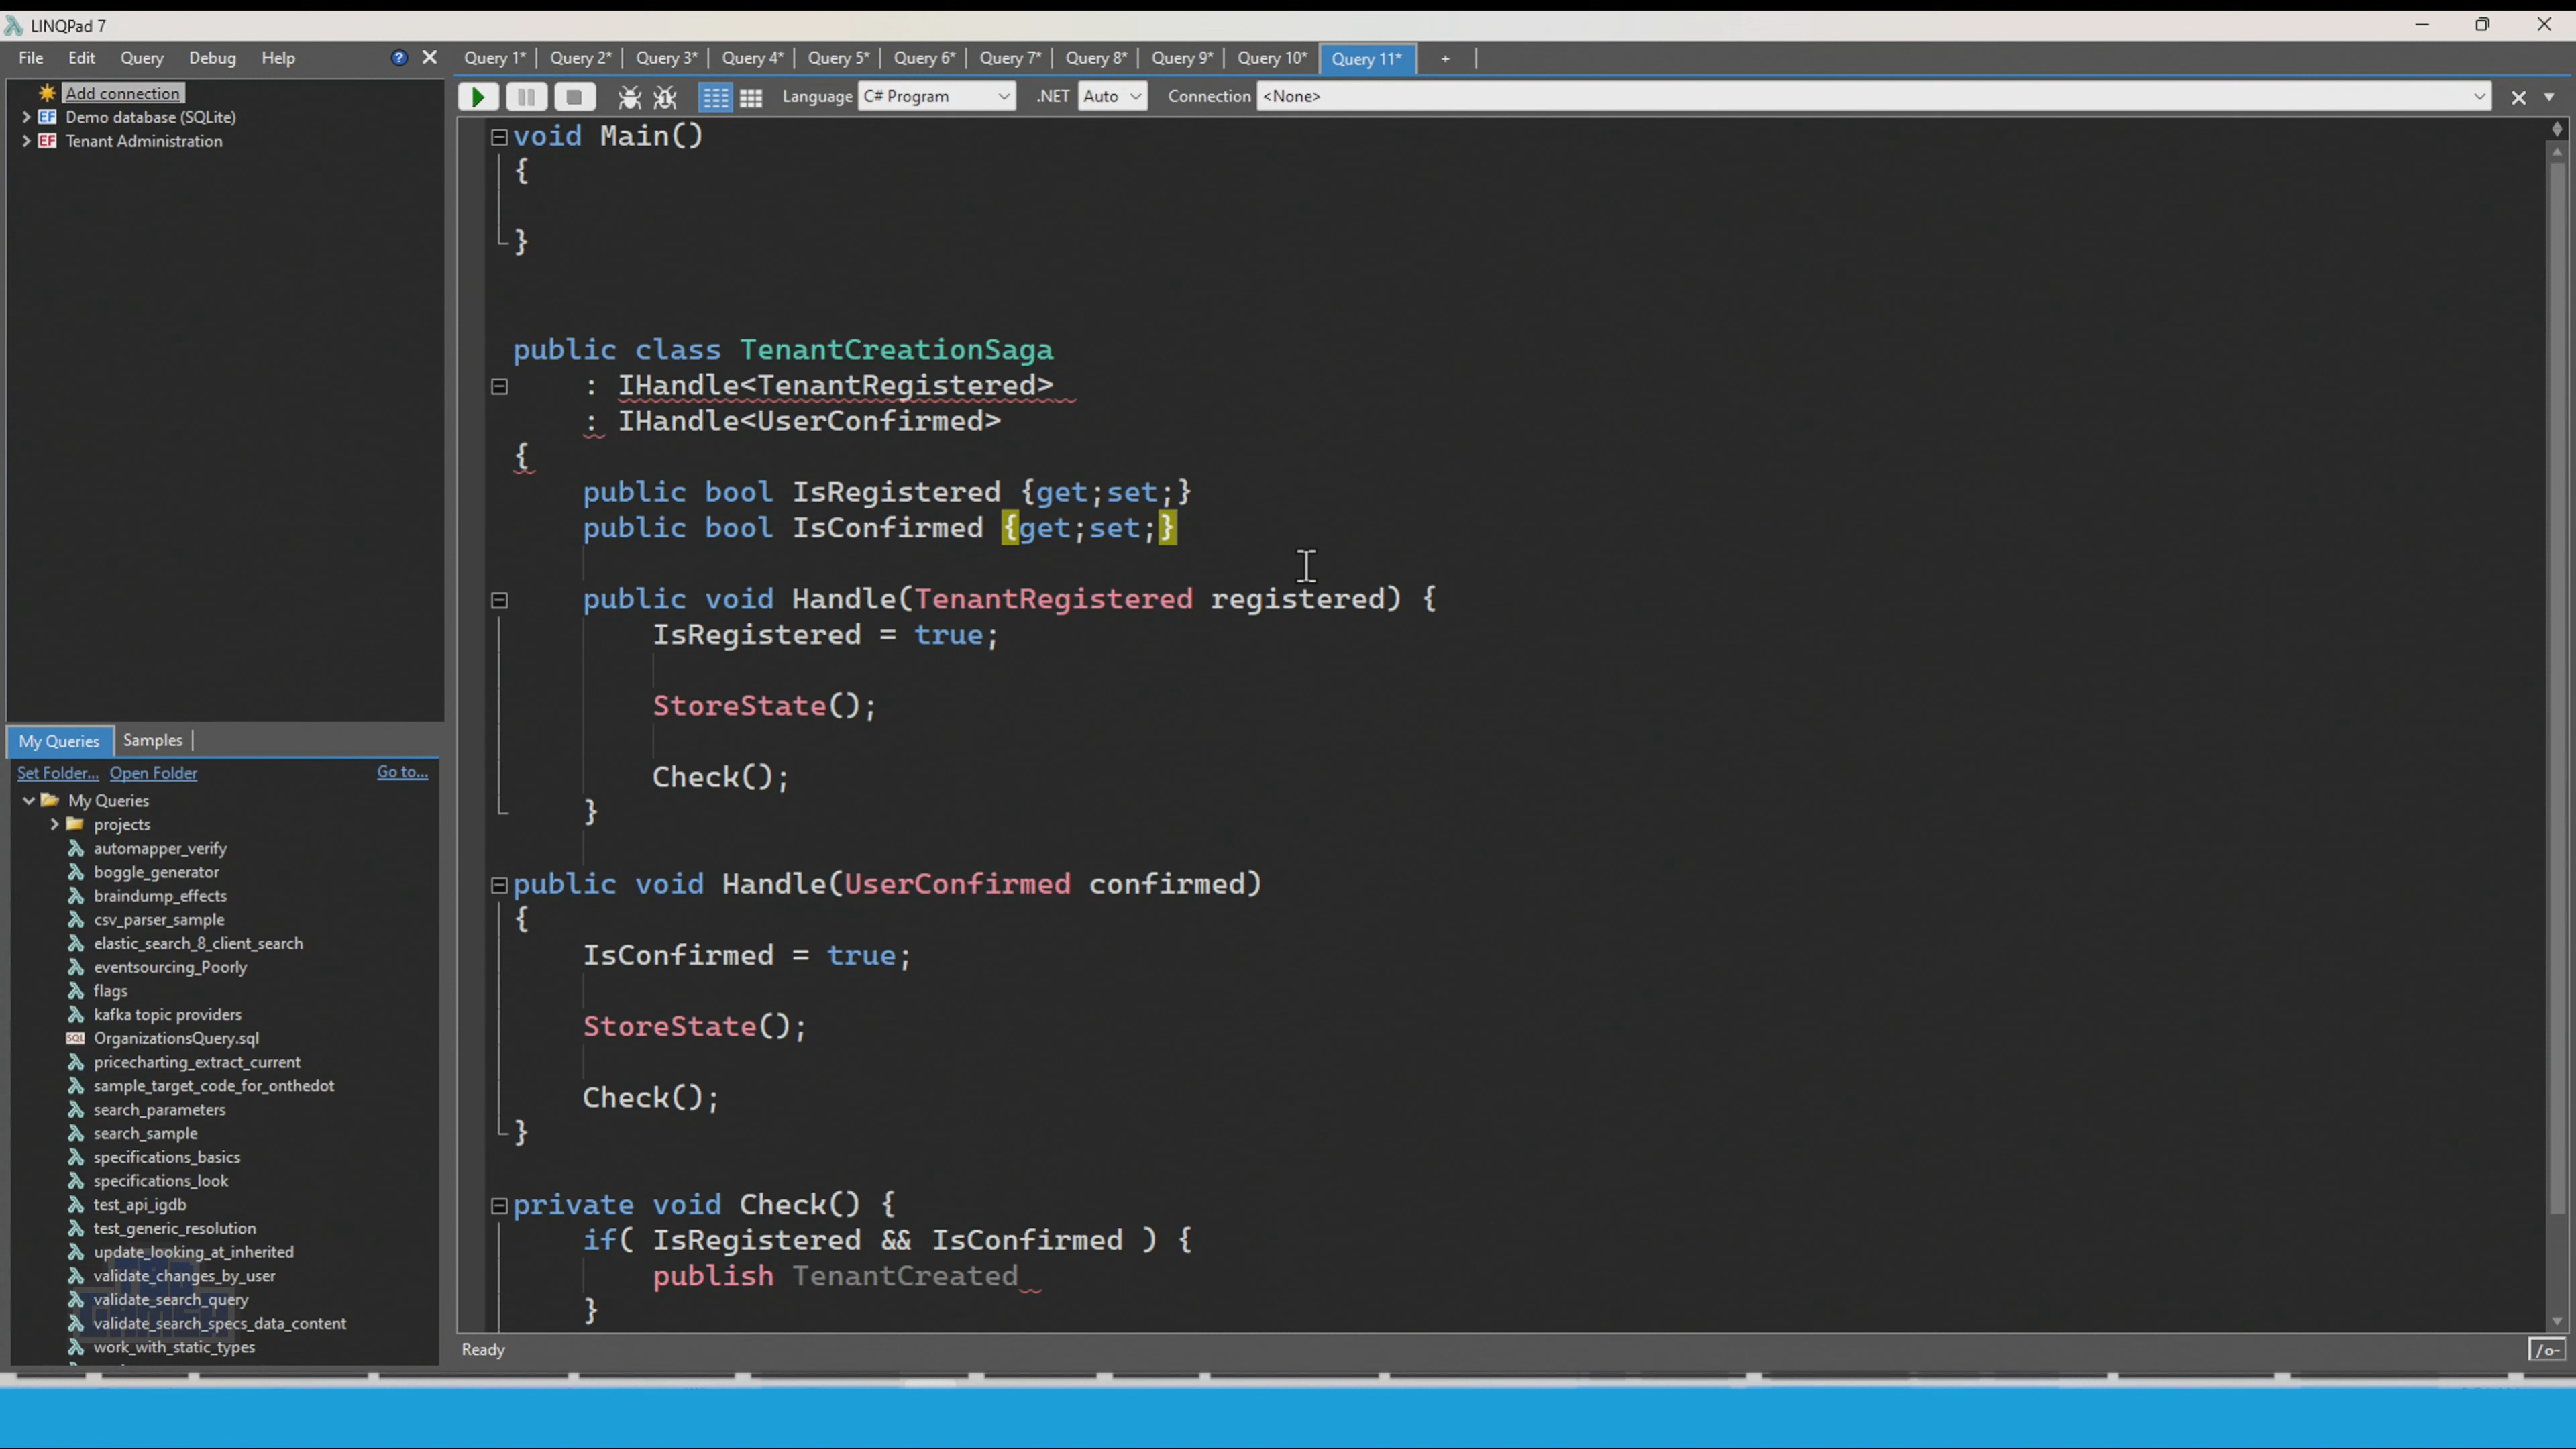 LINQPad 7
File Edit Query Debug Help
Query 1* Query 2* Query 3* Query 4* Query 5* Query 6* Query 7* Query 8* Query 9* Query 10* Query 11* +
Language C# Program .NET Auto Connection <None>
Add connection
EF Demo database (SQLite)
EF Tenant Administration
My Queries Samples
Set Folder... Open Folder Go to...
My Queries
projects
automapper_verify
boggle_generator
braindump_effects
csv_parser_sample
elastic_search_8_client_search
eventsourcing_Poorly
flags
kafka topic providers
SQL OrganizationsQuery.sql
pricecharting_extract_current
sample_target_code_for_onthedot
search_parameters
search_sample
specifications_basics
specifications_look
test_api_igdb
test_generic_resolution
update_looking_at_inherited
validate_changes_by_user
validate_search_query
validate_search_specs_data_content
work_with_static_types
void Main()
{
}
public class TenantCreationSaga
: IHandle<TenantRegistered>
: IHandle<UserConfirmed>
{
public bool IsRegistered {get;set;}
public bool IsConfirmed {get;set;}
public void Handle(TenantRegistered registered) {
IsRegistered = true;
StoreState();
Check();
}
public void Handle(UserConfirmed confirmed)
{
IsConfirmed = true;
StoreState();
Check();
}
private void Check() {
if( IsRegistered && IsConfirmed ) {
publish TenantCreated
}
Ready
/o-